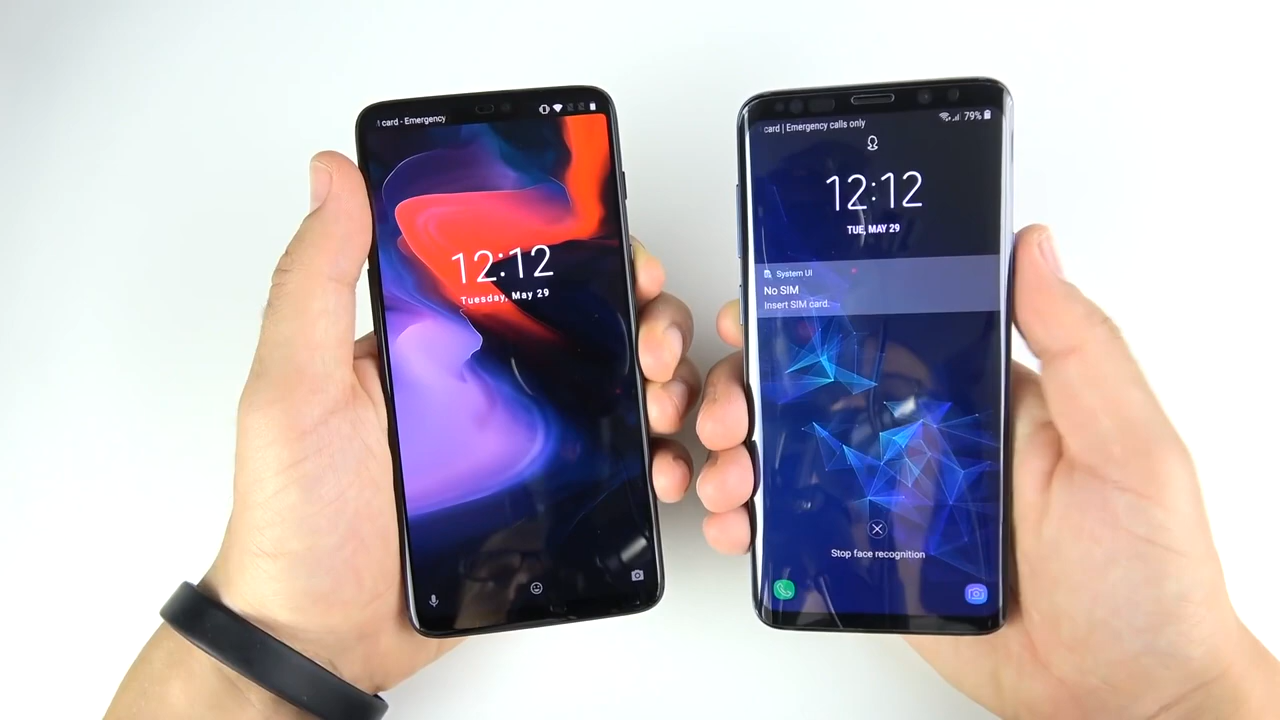 card - Emergency
12:12
Tuesday, May 29
card | Emergency calls only
79%
12:12
TUE, MAY 29
System UI
No SIM
Insert SIM card.
Stop face recognition